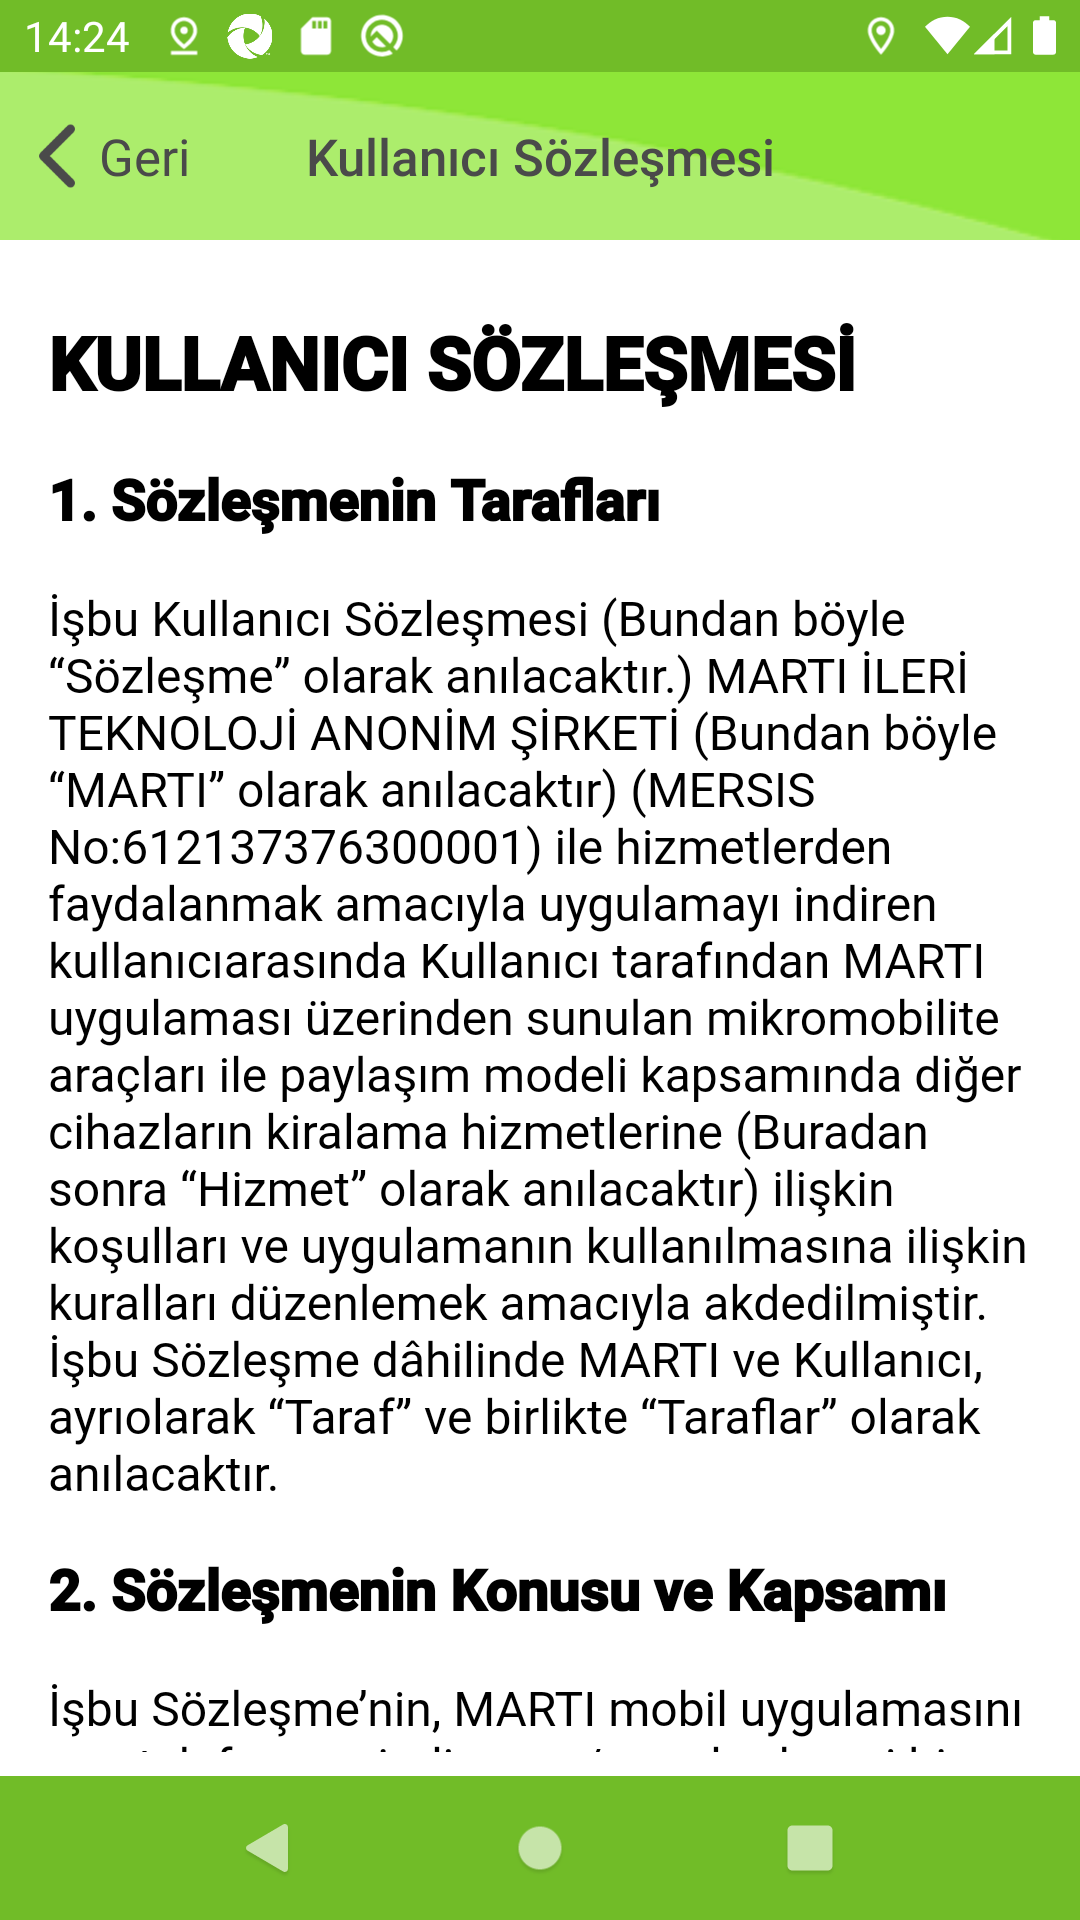 14:24
Geri
Kullanıcı Sözleşmesi
KULLANICI SÖZLEŞMESİ
1. Sözleşmenin Tarafları
İşbu Kullanıcı Sözleşmesi (Bundan böyle
“Sözleşme” olarak anılacaktır.) MARTI İLERİ
TEKNOLOJİ ANONİM ŞİRKETİ (Bundan böyle
“MARTI” olarak anılacaktır) (MERSIS
No:612137376300001) ile hizmetlerden
faydalanmak amacıyla uygulamayı indiren
kullanıcıarasında Kullanıcı tarafından MARTI
uygulaması üzerinden sunulan mikromobilite
araçları ile paylaşım modeli kapsamında diğer
cihazların kiralama hizmetlerine (Buradan
sonra “Hizmet” olarak anılacaktır) ilişkin
koşulları ve uygulamanın kullanılmasına ilişkin
kuralları düzenlemek amacıyla akdedilmiştir.
İşbu Sözleşme dâhilinde MARTI ve Kullanıcı,
ayrıolarak “Taraf” ve birlikte “Taraflar” olarak
anılacaktır.
2. Sözleşmenin Konusu ve Kapsamı
İşbu Sözleşme’nin, MARTI mobil uygulamasını